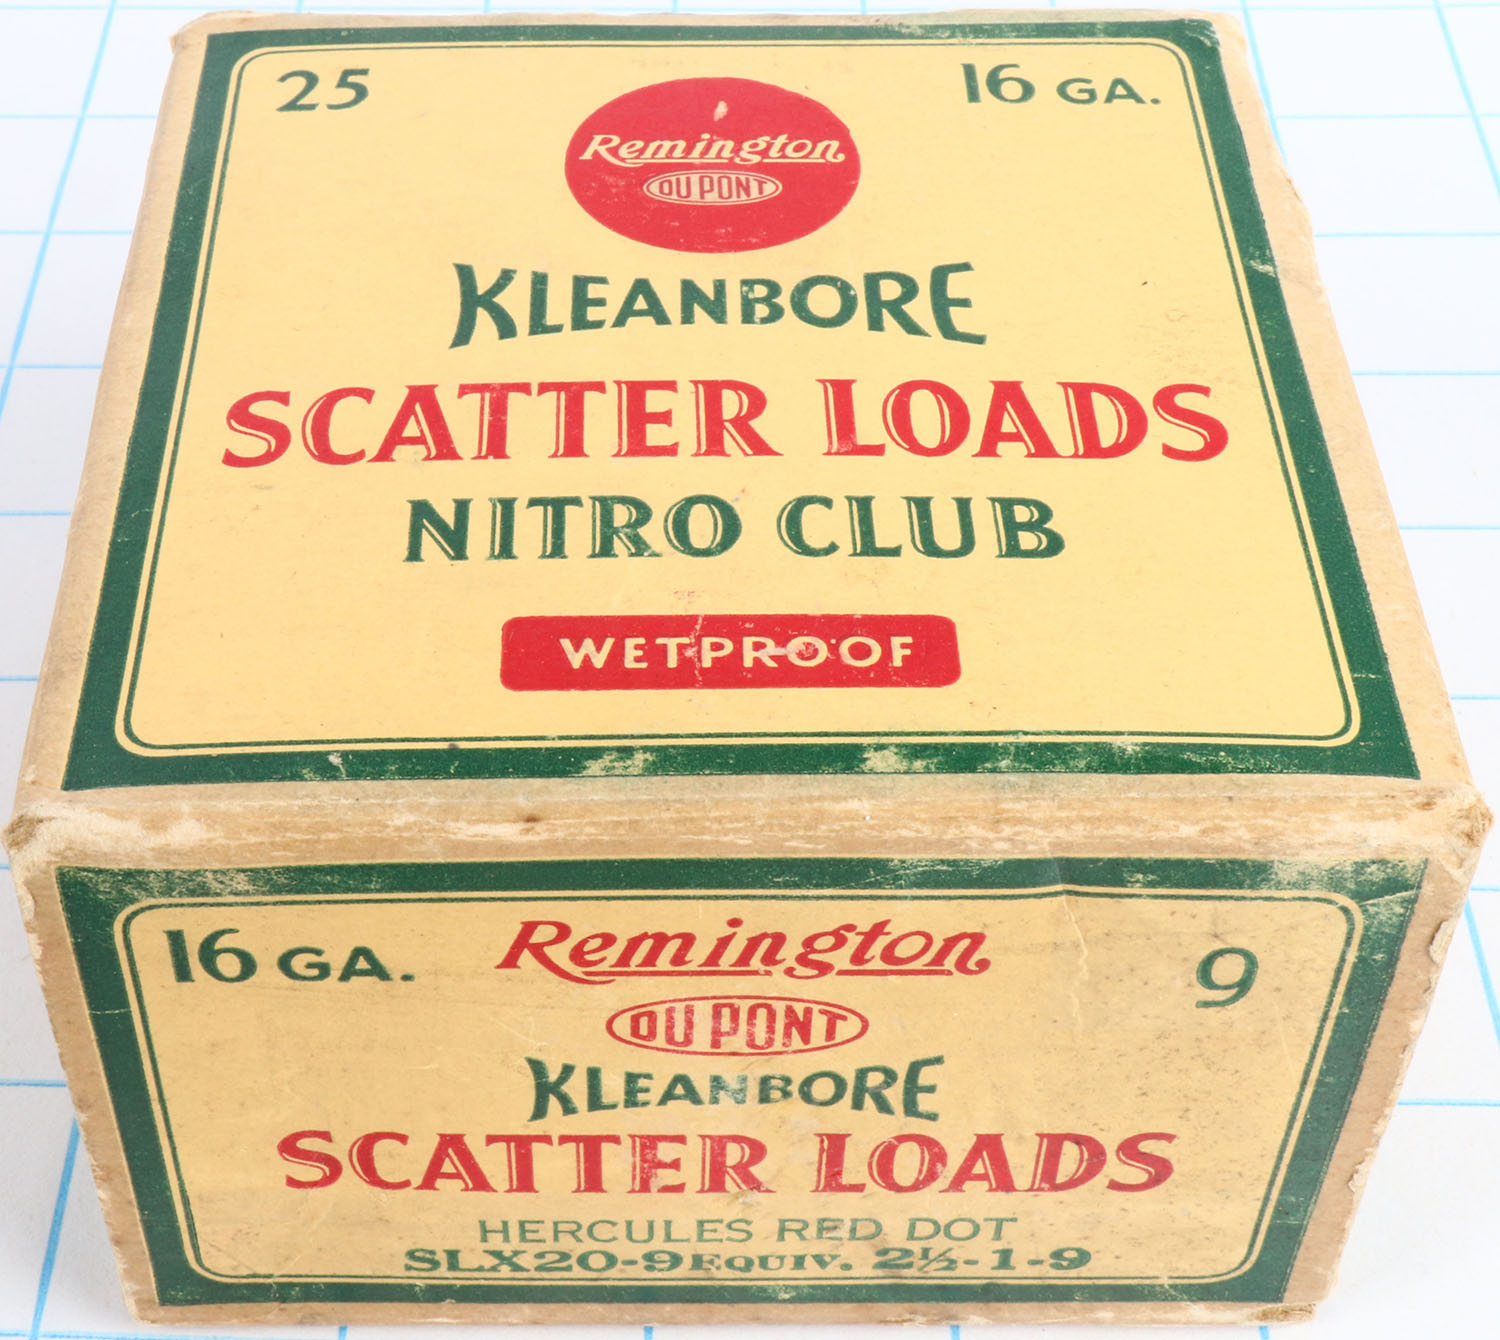 25 16 GA.
Remington
DU PONT
KLEANBORE
SCATTER LOADS
NITRO CLUB
WETPROOF
16 GA. Remington 9
DU PONT
KLEANBORE
SCATTER LOADS
HERCULES RED DOT
SLX20-9 EQUIV. 2½-1-9